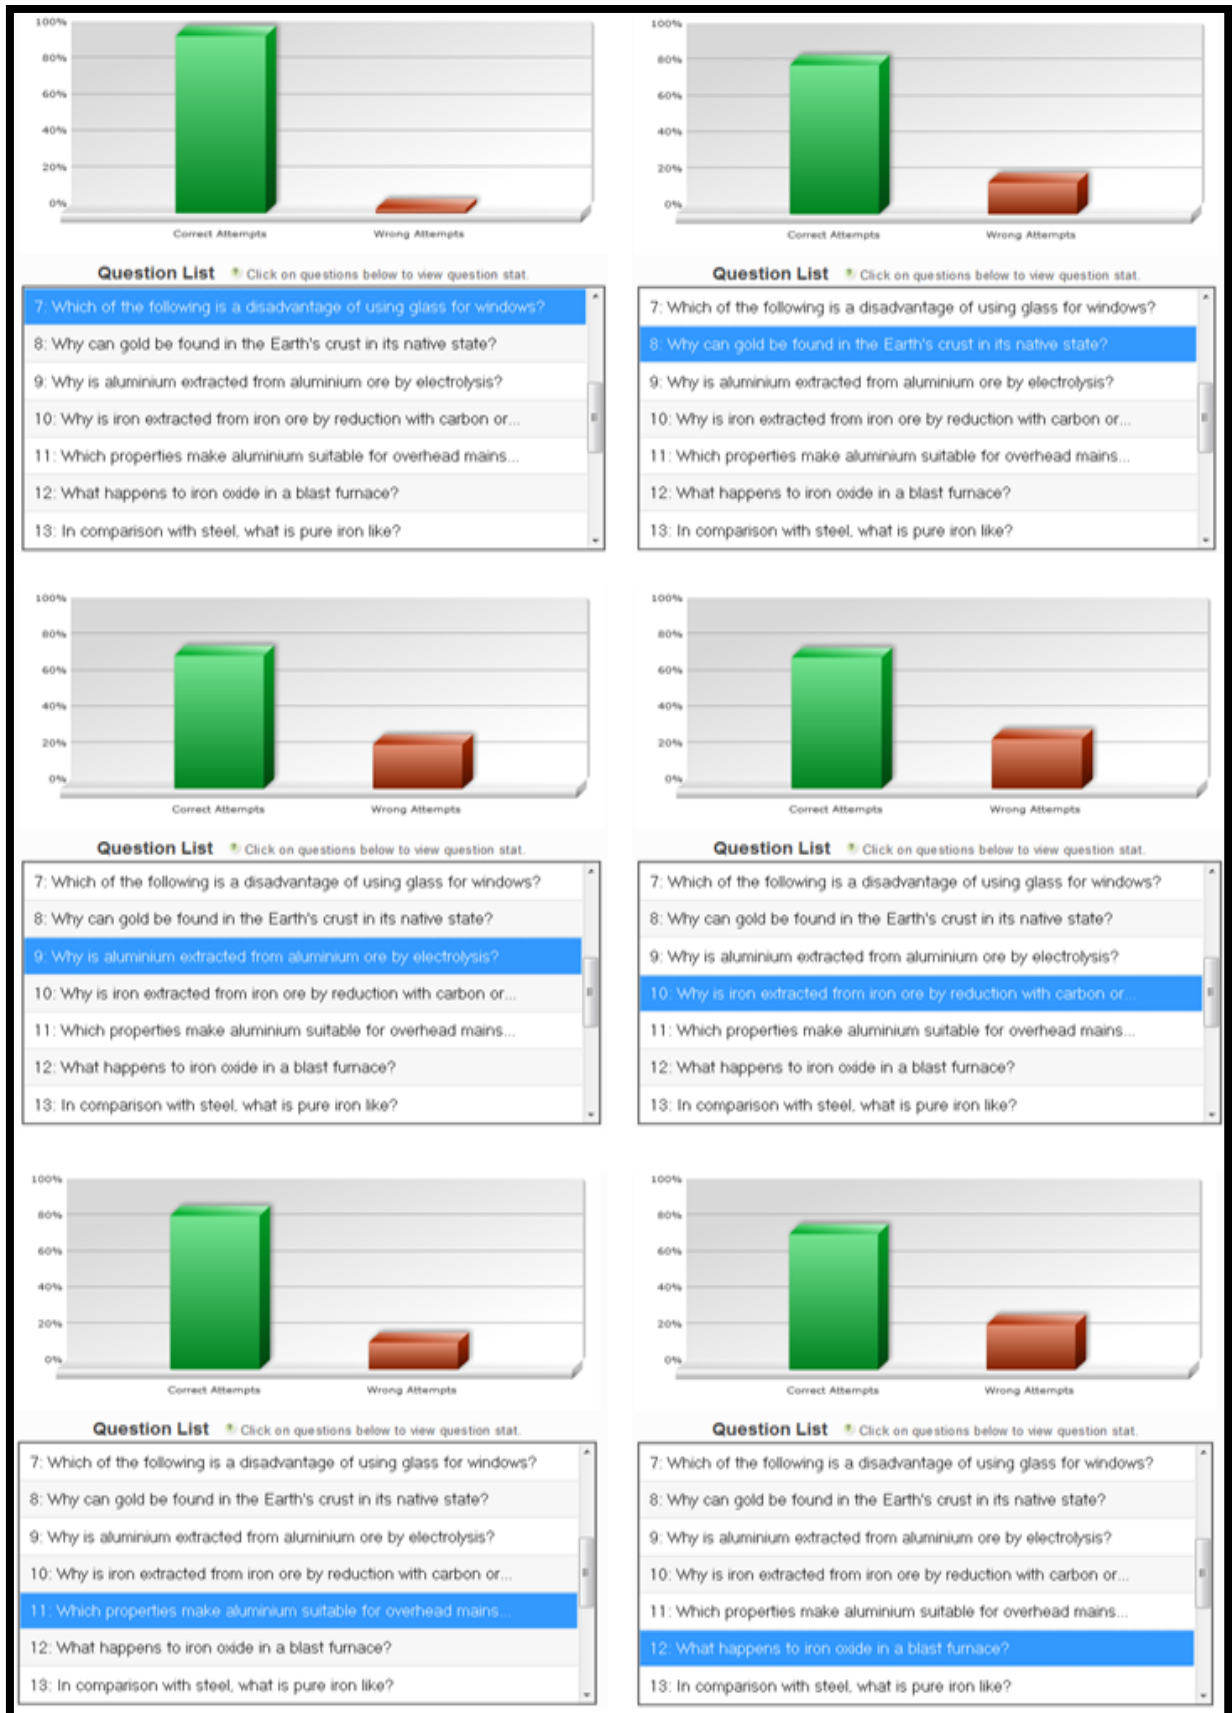 100%
80%
60%
40%
20%
0%
Correct Attempts Wrong Attempts
Question List Click on questions below to view question stat.
7: Which of the following is a disadvantage of using glass for windows?
8: Why can gold be found in the Earth's crust in its native state?
9: Why is aluminium extracted from aluminium ore by electrolysis?
10: Why is iron extracted from iron ore by reduction with carbon or...
11: Which properties make aluminium suitable for overhead mains...
12: What happens to iron oxide in a blast furnace?
13: In comparison with steel, what is pure iron like?
100%
80%
60%
40%
20%
0%
Correct Attempts Wrong Attempts
Question List Click on questions below to view question stat.
7: Which of the following is a disadvantage of using glass for windows?
8: Why can gold be found in the Earth's crust in its native state?
9: Why is aluminium extracted from aluminium ore by electrolysis?
10: Why is iron extracted from iron ore by reduction with carbon or...
11: Which properties make aluminium suitable for overhead mains...
12: What happens to iron oxide in a blast furnace?
13: In comparison with steel, what is pure iron like?
100%
80%
60%
40%
20%
0%
Correct Attempts Wrong Attempts
Question List Click on questions below to view question stat.
7: Which of the following is a disadvantage of using glass for windows?
8: Why can gold be found in the Earth's crust in its native state?
9: Why is aluminium extracted from aluminium ore by electrolysis?
10: Why is iron extracted from iron ore by reduction with carbon or...
11: Which properties make aluminium suitable for overhead mains...
12: What happens to iron oxide in a blast furnace?
13: In comparison with steel, what is pure iron like?
100%
80%
60%
40%
20%
0%
Correct Attempts Wrong Attempts
Question List Click on questions below to view question stat.
7: Which of the following is a disadvantage of using glass for windows?
8: Why can gold be found in the Earth's crust in its native state?
9: Why is aluminium extracted from aluminium ore by electrolysis?
10: Why is iron extracted from iron ore by reduction with carbon or...
11: Which properties make aluminium suitable for overhead mains...
12: What happens to iron oxide in a blast furnace?
13: In comparison with steel, what is pure iron like?
100%
80%
60%
40%
20%
0%
Correct Attempts Wrong Attempts
Question List Click on questions below to view question stat.
7: Which of the following is a disadvantage of using glass for windows?
8: Why can gold be found in the Earth's crust in its native state?
9: Why is aluminium extracted from aluminium ore by electrolysis?
10: Why is iron extracted from iron ore by reduction with carbon or...
11: Which properties make aluminium suitable for overhead mains...
12: What happens to iron oxide in a blast furnace?
13: In comparison with steel, what is pure iron like?
100%
80%
60%
40%
20%
0%
Correct Attempts Wrong Attempts
Question List Click on questions below to view question stat.
7: Which of the following is a disadvantage of using glass for windows?
8: Why can gold be found in the Earth's crust in its native state?
9: Why is aluminium extracted from aluminium ore by electrolysis?
10: Why is iron extracted from iron ore by reduction with carbon or...
11: Which properties make aluminium suitable for overhead mains...
12: What happens to iron oxide in a blast furnace?
13: In comparison with steel, what is pure iron like?